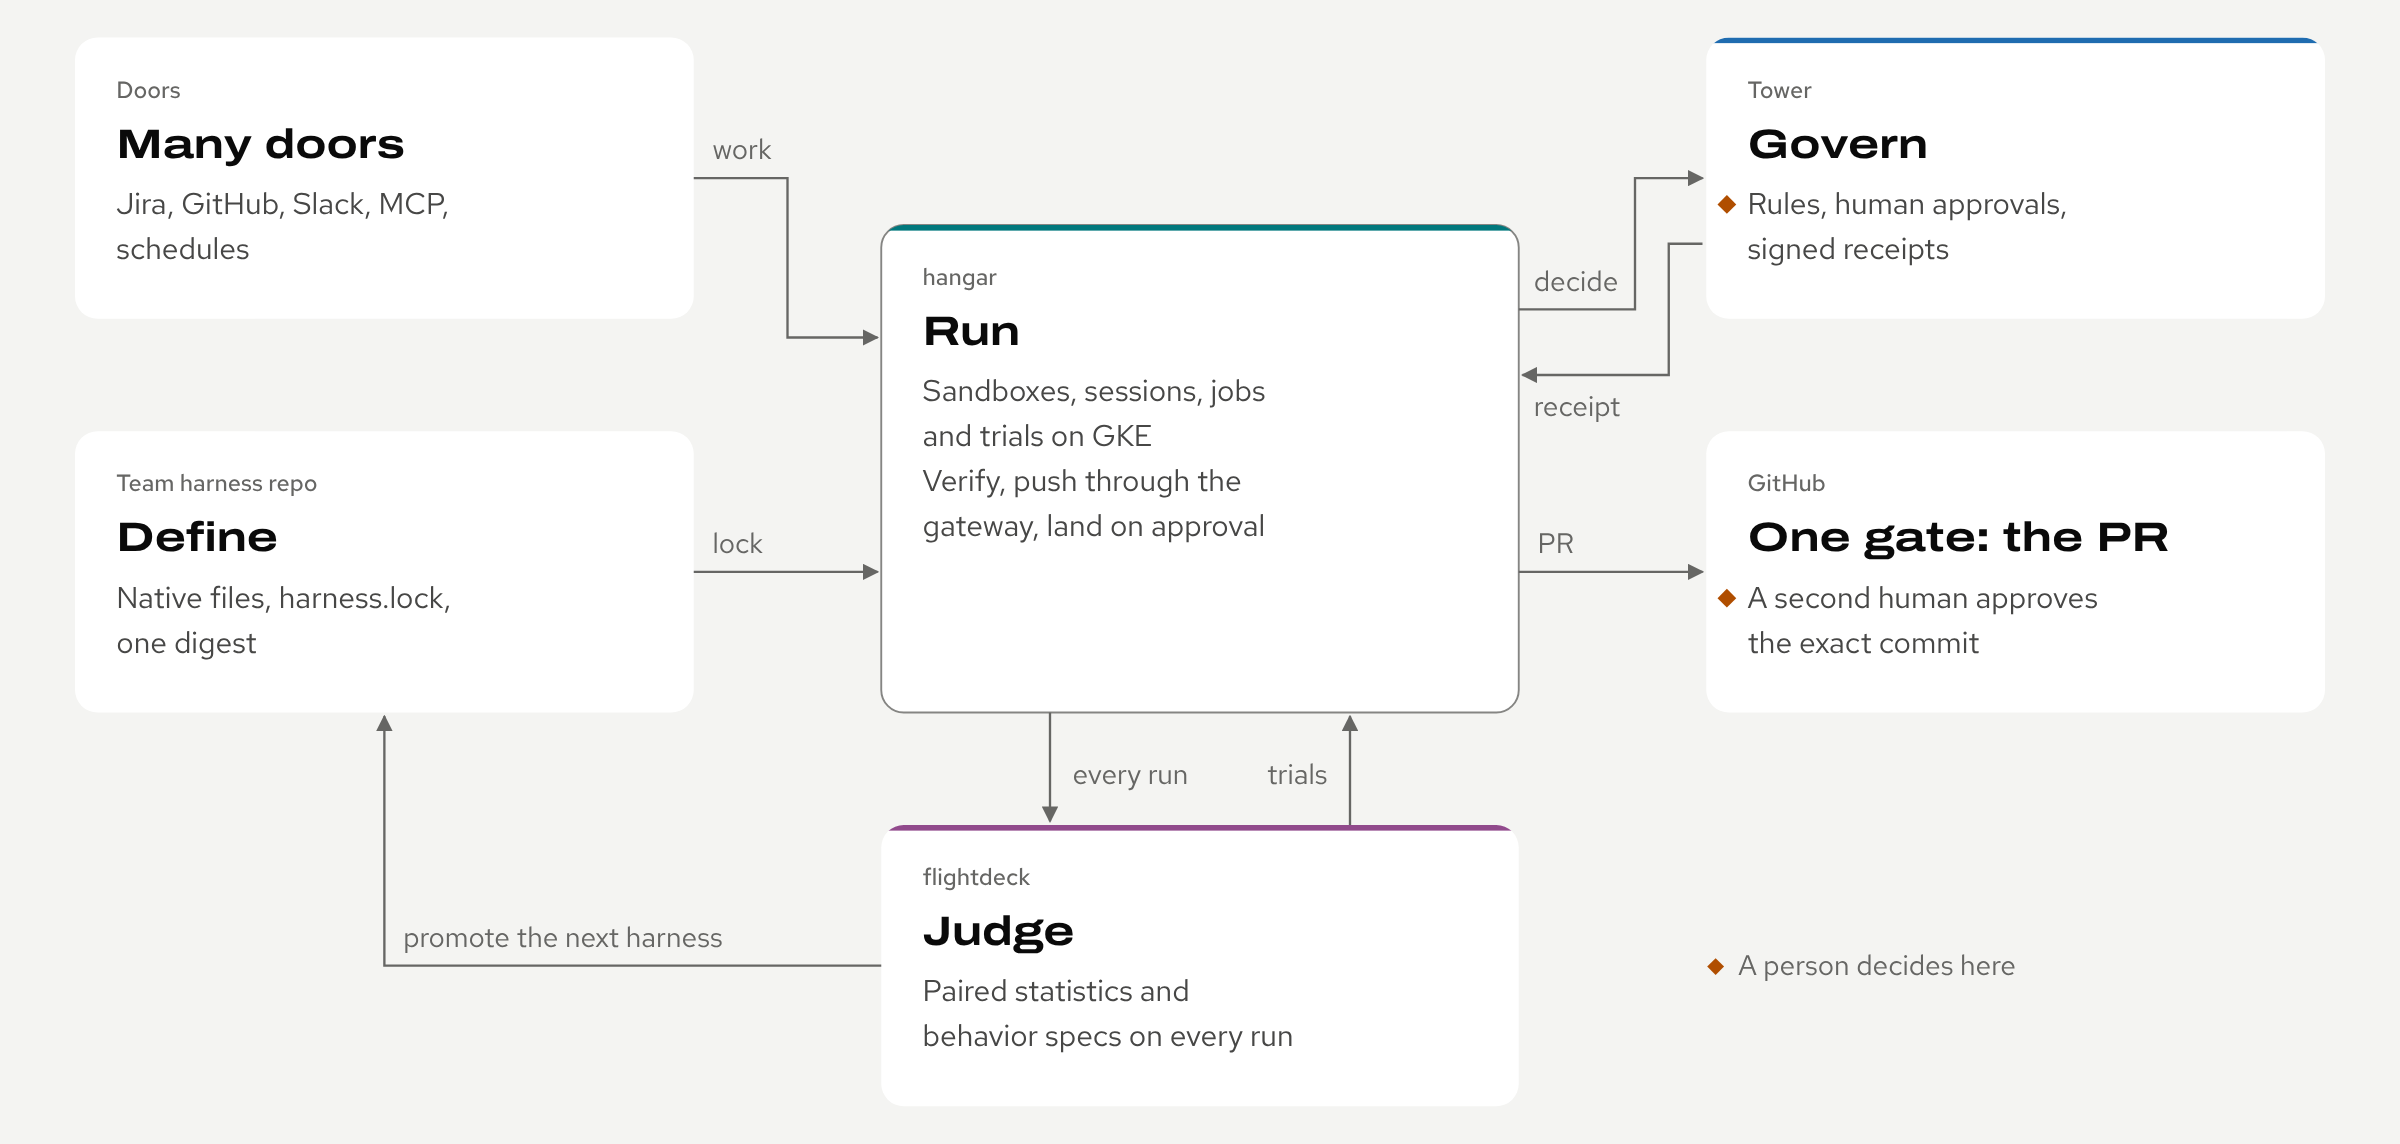 Doors
Many doors
Jira, GitHub, Slack, MCP,
schedules
work
Tower
Govern
Rules, human approvals,
signed receipts
hangar
Run
Sandboxes, sessions, jobs
and trials on GKE
Verify, push through the
gateway, land on approval
decide
receipt
Team harness repo
Define
Native files, harness.lock,
one digest
lock
PR
GitHub
One gate: the PR
A second human approves
the exact commit
every run
trials
promote the next harness
flightdeck
Judge
Paired statistics and
behavior specs on every run
A person decides here